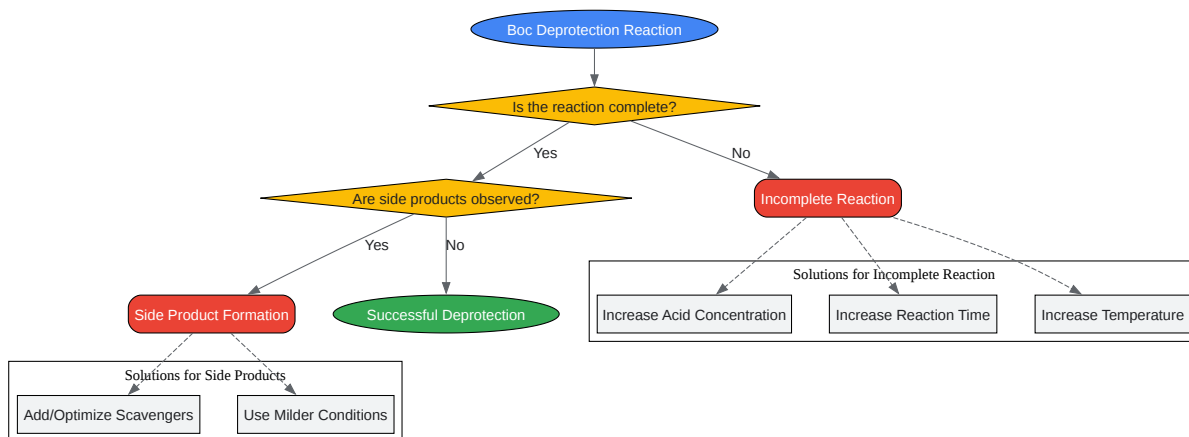 Boc Deprotection Reaction
Is the reaction complete?
Yes
No
Are side products observed?
Incomplete Reaction
Yes
No
Solutions for Incomplete Reaction
Side Product Formation
Successful Deprotection
Increase Acid Concentration
Increase Reaction Time
Increase Temperature
Solutions for Side Products
Add/Optimize Scavengers
Use Milder Conditions